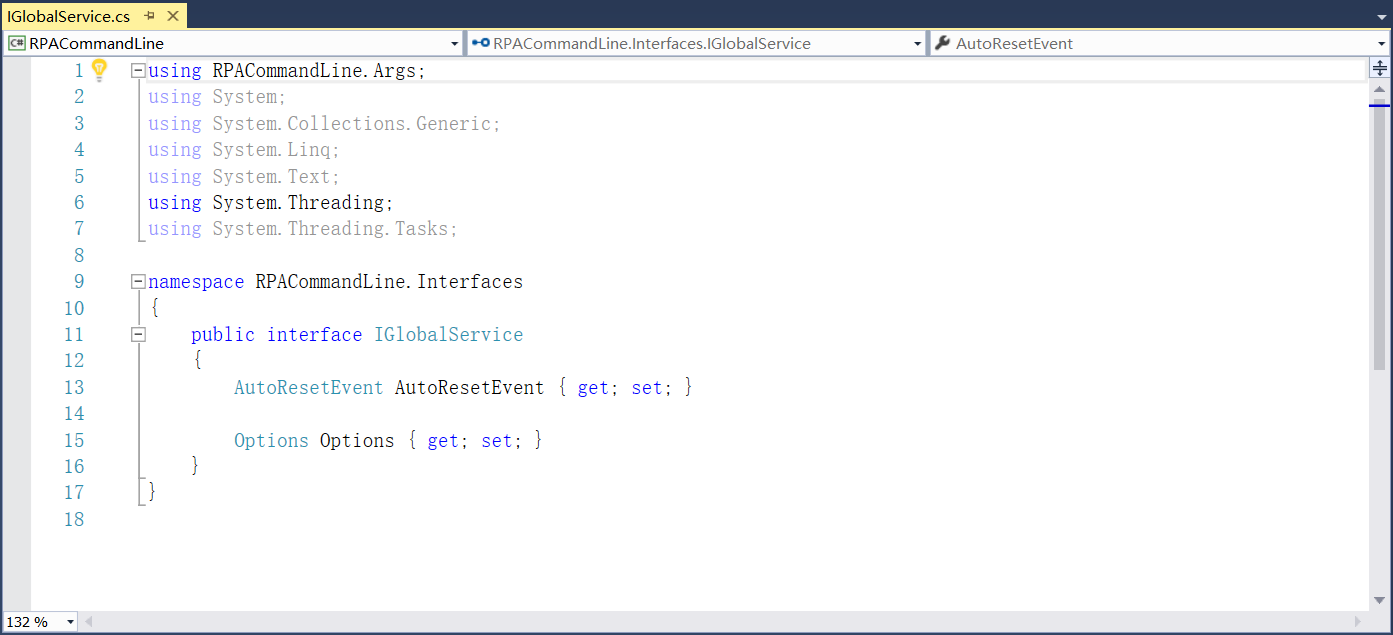 IGlobalService.cs
C# RPACommandLine RPACommandLine.Interfaces.IGlobalService AutoResetEvent
1 using RPACommandLine.Args;
2 using System;
3 using System.Collections.Generic;
4 using System.Linq;
5 using System.Text;
6 using System.Threading;
7 using System.Threading.Tasks;
8
9 namespace RPACommandLine.Interfaces
10 {
11 public interface IGlobalService
12 {
13 AutoResetEvent AutoResetEvent { get; set; }
14
15 Options Options { get; set; }
16 }
17 }
18
132 %